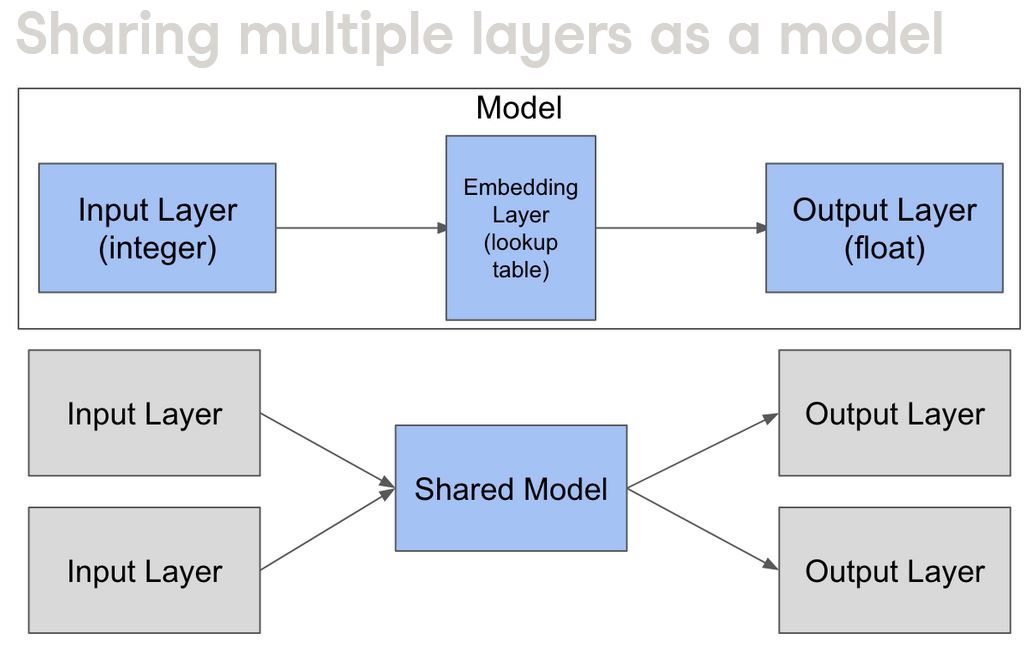 Sharing multiple layers as a model
Model
Input Layer
(integer)
Embedding
Layer
(lookup
table)
Output Layer
(float)
Input Layer
Shared Model
Output Layer
Input Layer
Output Layer